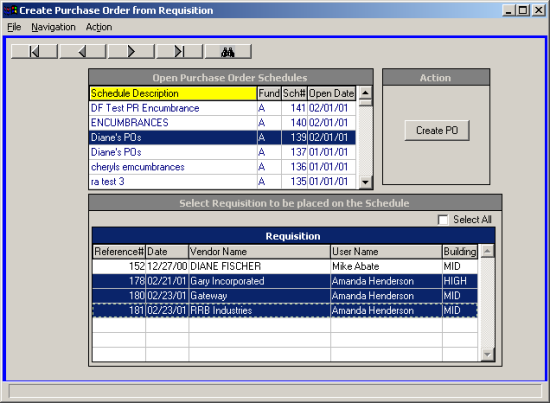 Create Purchase Order from Requisition
File Navigation Action
Open Purchase Order Schedules
Schedule Description Fund Sch# Open Date
DF Test PR Encumbrance A 141 02/01/01
ENCUMBRANCES A 140 02/01/01
Diane's POs A 139 02/01/01
Diane's POs A 137 01/01/01
cheryls emcumbrances A 136 01/01/01
ra test 3 A 135 01/01/01
Action
Create PO
Select Requisition to be placed on the Schedule
Select All
Requisition
Reference# Date Vendor Name User Name Building
152 12/27/00 DIANE FISCHER Mike Abate MID
178 02/21/01 Gary Incorporated Amanda Henderson HIGH
180 02/23/01 Gateway Amanda Henderson MID
181 02/23/01 RRB Industries Amanda Henderson MID